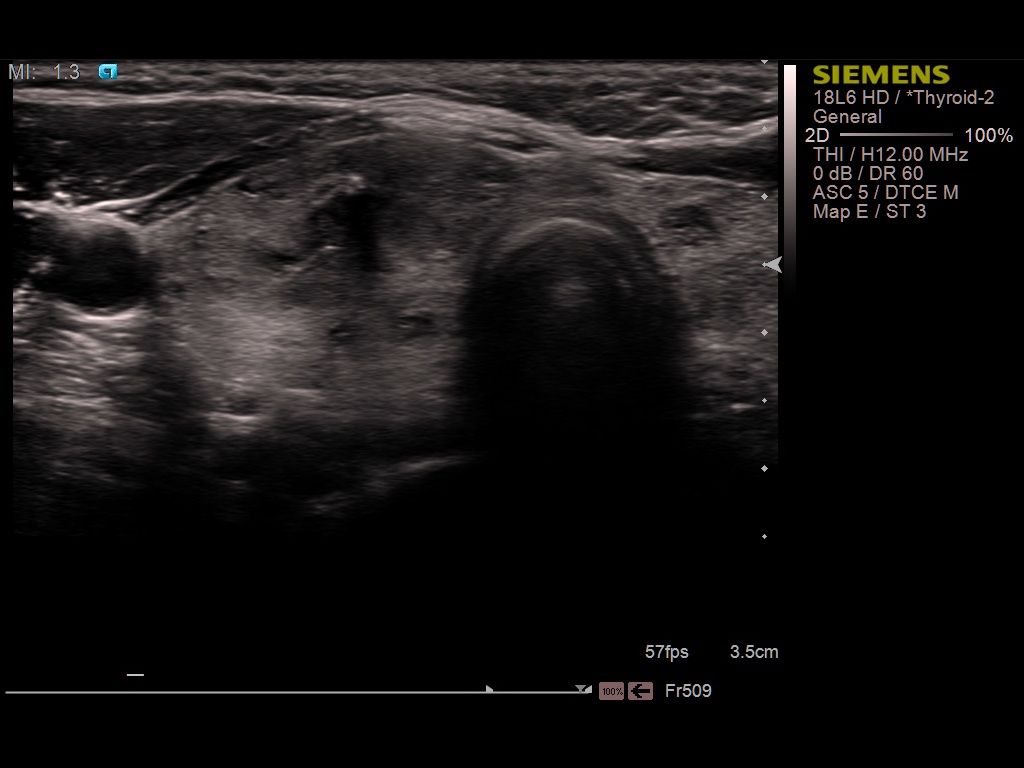 MI: 1.3
SIEMENS
18L6 HD / *Thyroid-2
General
2D 100%
THI / H12.00 MHz
0 dB / DR 60
ASC 5 / DTCE M
Map E / ST 3
57fps 3.5cm
100% Fr509